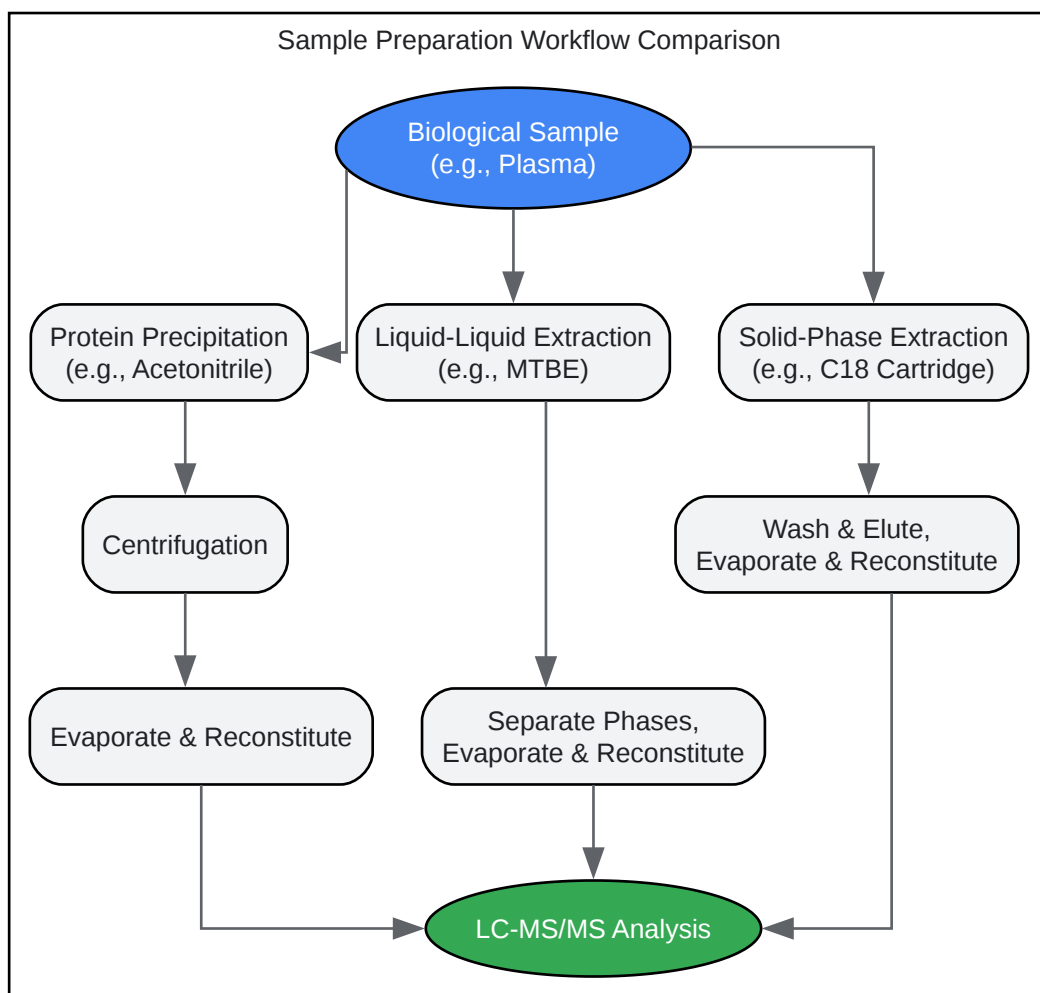 Sample Preparation Workflow Comparison
Biological Sample
(e.g., Plasma)
Protein Precipitation
(e.g., Acetonitrile)
Liquid-Liquid Extraction
(e.g., MTBE)
Solid-Phase Extraction
(e.g., C18 Cartridge)
Centrifugation
Wash & Elute,
Evaporate & Reconstitute
Evaporate & Reconstitute
Separate Phases,
Evaporate & Reconstitute
LC-MS/MS Analysis